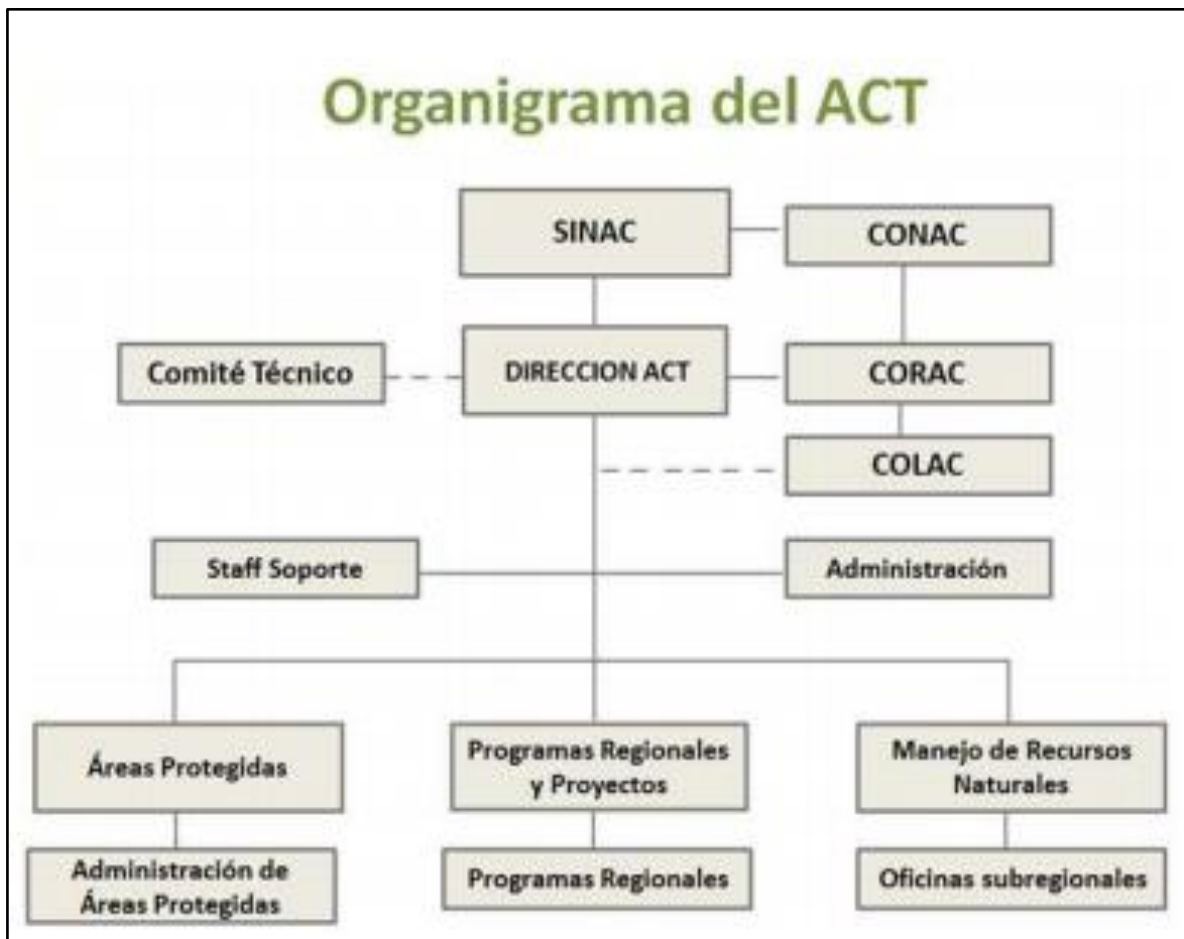 Organigrama del ACT
SINAC
CONAC
Comité Técnico
DIRECCION ACT
CORAC
COLAC
Staff Soporte
Administración
Áreas Protegidas
Programas Regionales
y Proyectos
Manejo de Recursos
Naturales
Administración de
Áreas Protegidas
Programas Regionales
Oficinas subregionales